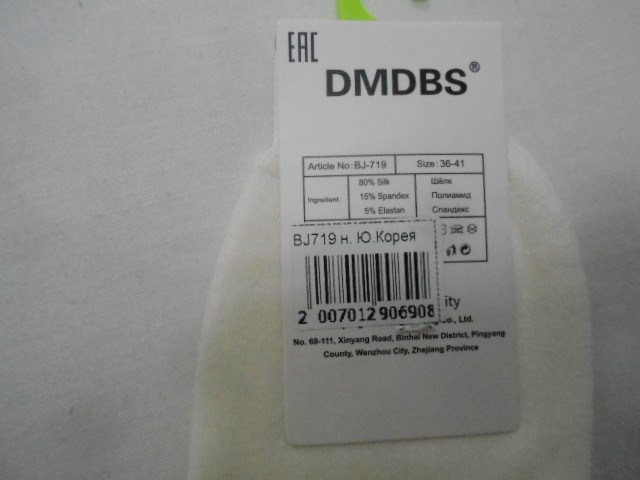 EAC
DMDBS®
Article No: BJ-719 Size: 36-41
Ingredient: 80% Silk Шёлк
15% Spandex Полиамид
5% Elastan Спандекс
BJ719 н. Ю.Корея
2 007012 906908
ity
Co., Ltd.
No. 69-111, Xinyang Road, Binhai New District, Pingyang
County, Wenzhou City, Zhejiang Province